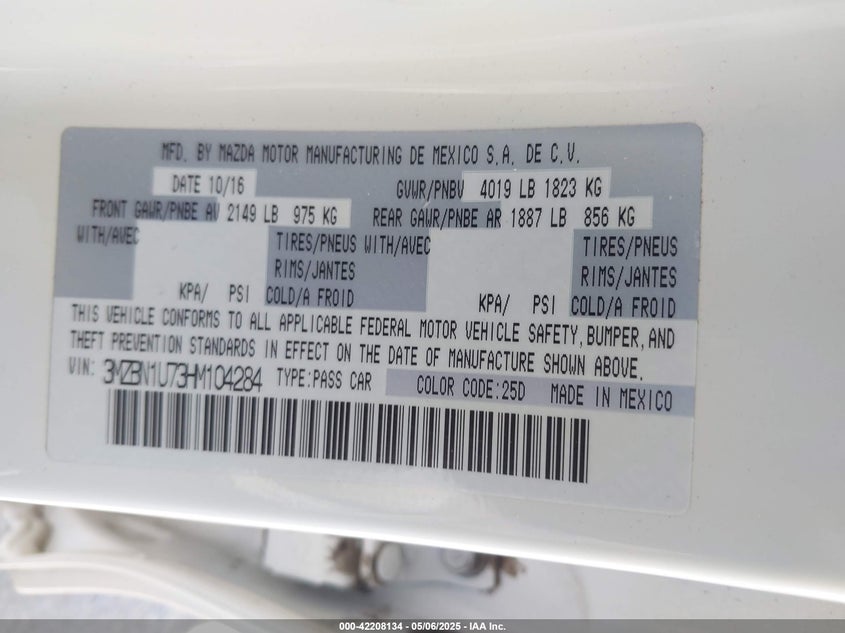 MFD. BY MAZDA MOTOR MANUFACTURING DE MEXICO S.A. DE C.V.
DATE 10/16 GVWR/PNBV 4019 LB 1823 KG
FRONT GAWR/PNBE AV 2149 LB 975 KG REAR GAWR/PNBE AR 1887 LB 856 KG
WITH/AVEC TIRES/PNEUS WITH/AVEC TIRES/PNEUS
RIMS/JANTES RIMS/JANTES
KPA/ PSI COLD/A FROID KPA/ PSI COLD/A FROID
THIS VEHICLE CONFORMS TO ALL APPLICABLE FEDERAL MOTOR VEHICLE SAFETY, BUMPER, AND
THEFT PREVENTION STANDARDS IN EFFECT ON THE DATE OF MANUFACTURE SHOWN ABOVE.
VIN: 3MZBN1U73HM104284 TYPE:PASS CAR COLOR CODE:25D MADE IN MEXICO
000-42208134 - 05/06/2025 - IAA Inc.